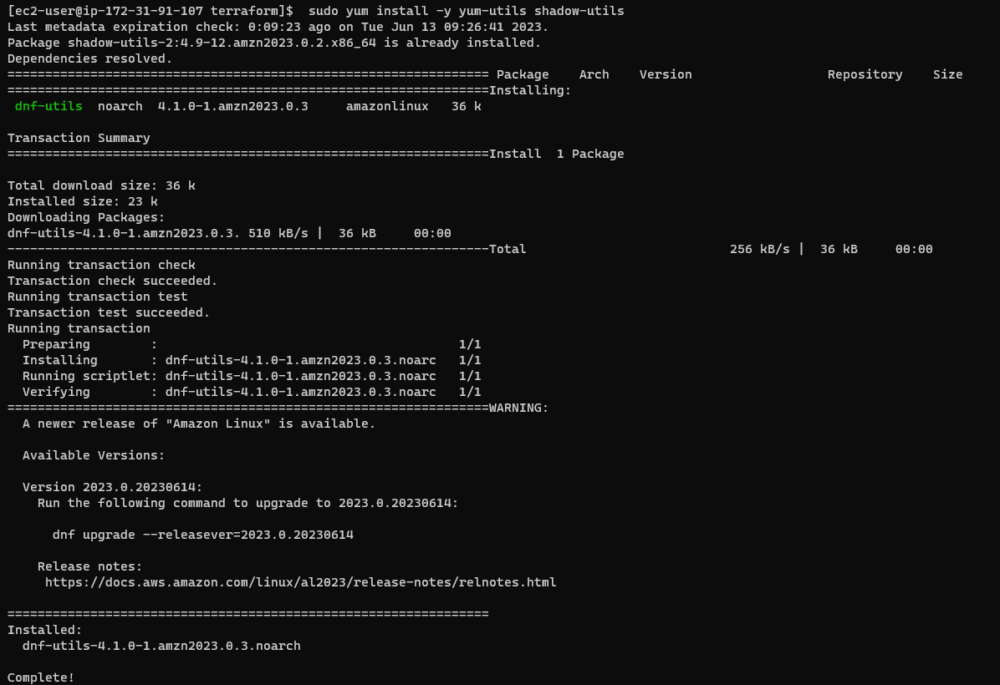 [ec2-user@ip-172-31-91-107 terraform]$  sudo yum install -y yum-utils shadow-utils
Last metadata expiration check: 0:09:23 ago on Tue Jun 13 09:26:41 2023.
Package shadow-utils-2:4.9-12.amzn2023.0.2.x86_64 is already installed.
Dependencies resolved.
================================================================ Package    Arch    Version                  Repository    Size
================================================================Installing:
 dnf-utils  noarch  4.1.0-1.amzn2023.0.3     amazonlinux   36 k

Transaction Summary
================================================================Install  1 Package

Total download size: 36 k
Installed size: 23 k
Downloading Packages:
dnf-utils-4.1.0-1.amzn2023.0.3. 510 kB/s |  36 kB     00:00
----------------------------------------------------------------Total                           256 kB/s |  36 kB     00:00
Running transaction check
Transaction check succeeded.
Running transaction test
Transaction test succeeded.
Running transaction
  Preparing        :                                        1/1
  Installing       : dnf-utils-4.1.0-1.amzn2023.0.3.noarc   1/1
  Running scriptlet: dnf-utils-4.1.0-1.amzn2023.0.3.noarc   1/1
  Verifying        : dnf-utils-4.1.0-1.amzn2023.0.3.noarc   1/1
================================================================WARNING:
  A newer release of "Amazon Linux" is available.

  Available Versions:

  Version 2023.0.20230614:
    Run the following command to upgrade to 2023.0.20230614:

      dnf upgrade --releasever=2023.0.20230614

    Release notes:
     https://docs.aws.amazon.com/linux/al2023/release-notes/relnotes.html

================================================================
Installed:
  dnf-utils-4.1.0-1.amzn2023.0.3.noarch

Complete!